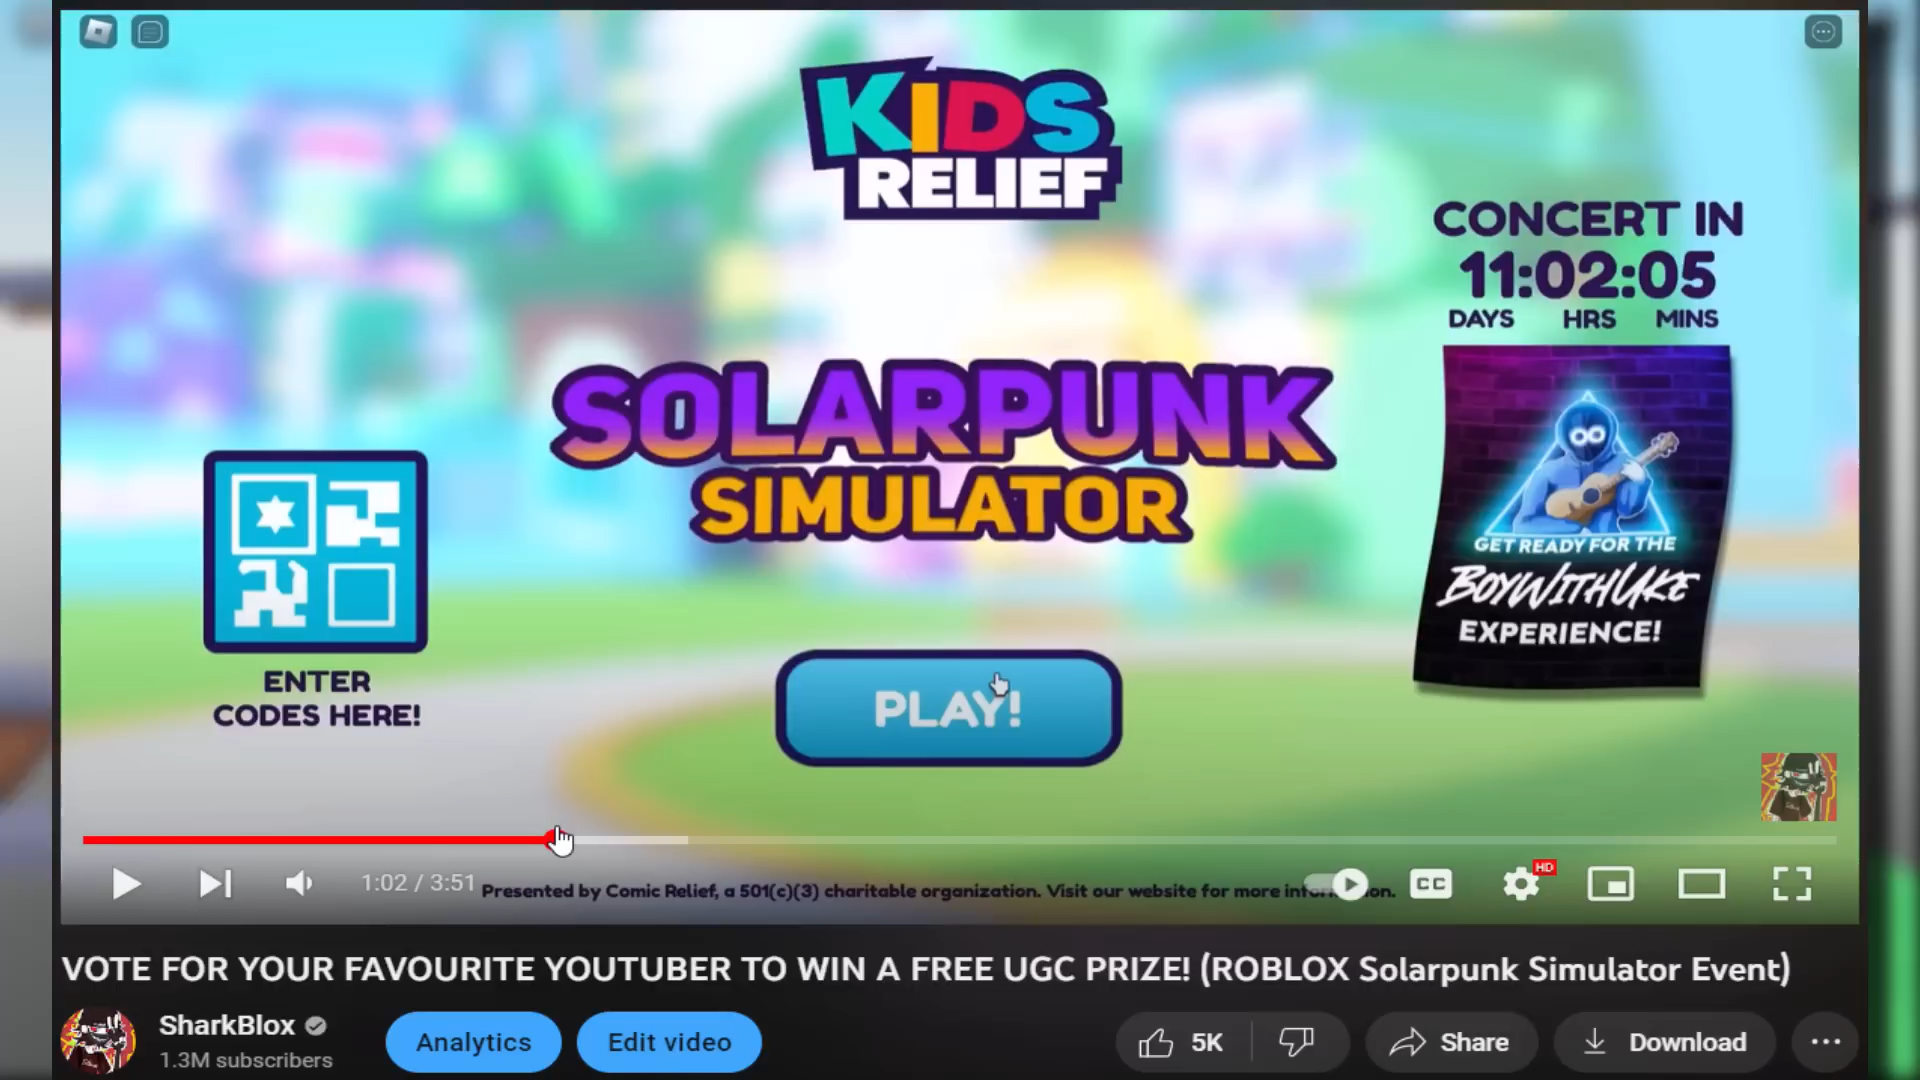 KIDS
RELIEF
CONCERT IN
11:02:05
DAYS HRS MINS
SOLARPUNK
SIMULATOR
GET READY FOR THE
BOYWITHUKE
EXPERIENCE!
ENTER
CODES HERE!
PLAY!
1:02 / 3:51
Presented by Comic Relief, a 501(c)(3) charitable organization. Visit our website for more
CC
HD
VOTE FOR YOUR FAVOURITE YOUTUBER TO WIN A FREE UGC PRIZE! (ROBLOX Solarpunk Simulator Event)
SharkBlox
1.3M subscribers
Analytics
Edit video
5K
Share
Download